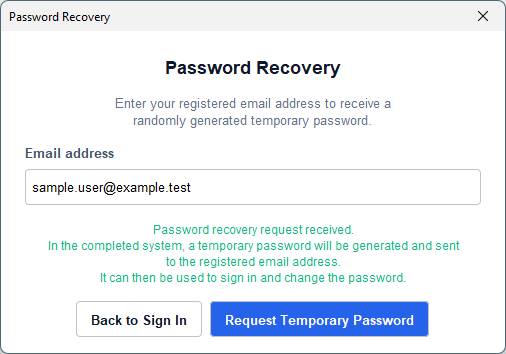 Password Recovery
Password Recovery
Enter your registered email address to receive a
randomly generated temporary password.
Email address
sample.user@example.test
Password recovery request received.
In the completed system, a temporary password will be generated and sent
to the registered email address.
It can then be used to sign in and change the password.
Back to Sign In
Request Temporary Password